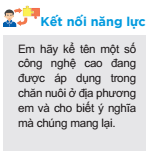 Kết nối năng lực
Em hãy kể tên một số
công nghệ cao đang
được áp dụng trong
chăn nuôi ở địa phương
em và cho biết ý nghĩa
mà chúng mang lại.